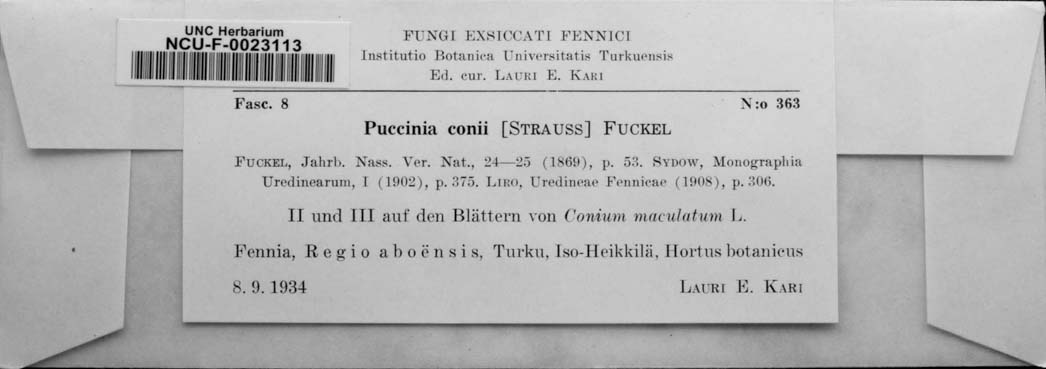 UNC Herbarium
NCU-F-0023113
FUNGI EXSICCATI FENNICI
Institutio Botanica Universitatis Turkuensis
Ed. cur. LAURI E. KARI
Fasc. 8 N:o 363
Puccinia conii [STRAUSS] FUCKEL
FUCKEL, Jahrb. Nass. Ver. Nat., 24—25 (1869), p. 53. SYDOW, Monographia
Uredinearum, I (1902), p. 375. LIRO, Uredineae Fennicae (1908), p. 306.
II und III auf den Blättern von Conium maculatum L.
Fennia, Regio aboënsis, Turku, Iso-Heikkilä, Hortus botanicus
8. 9. 1934 LAURI E. KARI